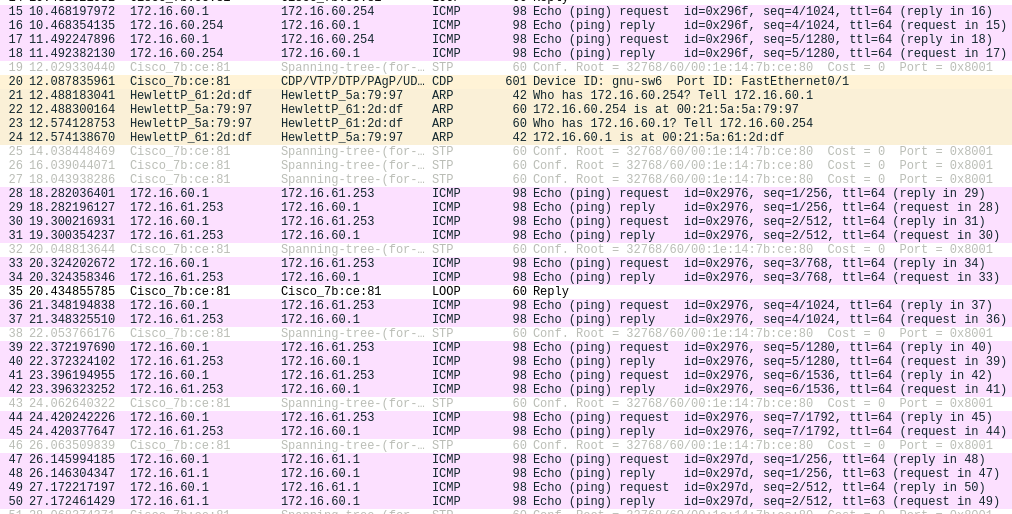 15 10.468197972 172.16.60.1 172.16.60.254 ICMP 98 Echo (ping) request id=0x296f, seq=4/1024, ttl=64 (reply in 16)
16 10.468354135 172.16.60.254 172.16.60.1 ICMP 98 Echo (ping) reply id=0x296f, seq=4/1024, ttl=64 (request in 15)
17 11.492247896 172.16.60.1 172.16.60.254 ICMP 98 Echo (ping) request id=0x296f, seq=5/1280, ttl=64 (reply in 18)
18 11.492382130 172.16.60.254 172.16.60.1 ICMP 98 Echo (ping) reply id=0x296f, seq=5/1280, ttl=64 (request in 17)
19 12.029330440 Cisco_7b:ce:81 Spanning-tree-(for-… STP 60 Conf. Root = 32768/60/00:1e:14:7b:ce:80 Cost = 0 Port = 0x8001
20 12.087835961 Cisco_7b:ce:81 CDP/VTP/DTP/PAgP/UD… CDP 601 Device ID: gnu-sw6 Port ID: FastEthernet0/1
21 12.488183041 HewlettP_61:2d:df HewlettP_5a:79:97 ARP 42 Who has 172.16.60.254? Tell 172.16.60.1
22 12.488300164 HewlettP_5a:79:97 HewlettP_61:2d:df ARP 60 172.16.60.254 is at 00:21:5a:5a:79:97
23 12.574128753 HewlettP_5a:79:97 HewlettP_61:2d:df ARP 60 Who has 172.16.60.1? Tell 172.16.60.254
24 12.574138670 HewlettP_61:2d:df HewlettP_5a:79:97 ARP 42 172.16.60.1 is at 00:21:5a:61:2d:df
25 14.038448469 Cisco_7b:ce:81 Spanning-tree-(for-… STP 60 Conf. Root = 32768/60/00:1e:14:7b:ce:80 Cost = 0 Port = 0x8001
26 16.039044071 Cisco_7b:ce:81 Spanning-tree-(for-… STP 60 Conf. Root = 32768/60/00:1e:14:7b:ce:80 Cost = 0 Port = 0x8001
27 18.043938286 Cisco_7b:ce:81 Spanning-tree-(for-… STP 60 Conf. Root = 32768/60/00:1e:14:7b:ce:80 Cost = 0 Port = 0x8001
28 18.282036401 172.16.60.1 172.16.61.253 ICMP 98 Echo (ping) request id=0x2976, seq=1/256, ttl=64 (reply in 29)
29 18.282196127 172.16.61.253 172.16.60.1 ICMP 98 Echo (ping) reply id=0x2976, seq=1/256, ttl=64 (request in 28)
30 19.300216931 172.16.60.1 172.16.61.253 ICMP 98 Echo (ping) request id=0x2976, seq=2/512, ttl=64 (reply in 31)
31 19.300354237 172.16.61.253 172.16.60.1 ICMP 98 Echo (ping) reply id=0x2976, seq=2/512, ttl=64 (request in 30)
32 20.048813644 Cisco_7b:ce:81 Spanning-tree-(for-… STP 60 Conf. Root = 32768/60/00:1e:14:7b:ce:80 Cost = 0 Port = 0x8001
33 20.324202672 172.16.60.1 172.16.61.253 ICMP 98 Echo (ping) request id=0x2976, seq=3/768, ttl=64 (reply in 34)
34 20.324358346 172.16.61.253 172.16.60.1 ICMP 98 Echo (ping) reply id=0x2976, seq=3/768, ttl=64 (request in 33)
35 20.434855785 Cisco_7b:ce:81 Cisco_7b:ce:81 LOOP 60 Reply
36 21.348194838 172.16.60.1 172.16.61.253 ICMP 98 Echo (ping) request id=0x2976, seq=4/1024, ttl=64 (reply in 37)
37 21.348325510 172.16.61.253 172.16.60.1 ICMP 98 Echo (ping) reply id=0x2976, seq=4/1024, ttl=64 (request in 36)
38 22.053766176 Cisco_7b:ce:81 Spanning-tree-(for-… STP 60 Conf. Root = 32768/60/00:1e:14:7b:ce:80 Cost = 0 Port = 0x8001
39 22.372197690 172.16.60.1 172.16.61.253 ICMP 98 Echo (ping) request id=0x2976, seq=5/1280, ttl=64 (reply in 40)
40 22.372324102 172.16.61.253 172.16.60.1 ICMP 98 Echo (ping) reply id=0x2976, seq=5/1280, ttl=64 (request in 39)
41 23.396194955 172.16.60.1 172.16.61.253 ICMP 98 Echo (ping) request id=0x2976, seq=6/1536, ttl=64 (reply in 42)
42 23.396323252 172.16.61.253 172.16.60.1 ICMP 98 Echo (ping) reply id=0x2976, seq=6/1536, ttl=64 (request in 41)
43 24.062640322 Cisco_7b:ce:81 Spanning-tree-(for-… STP 60 Conf. Root = 32768/60/00:1e:14:7b:ce:80 Cost = 0 Port = 0x8001
44 24.420242226 172.16.60.1 172.16.61.253 ICMP 98 Echo (ping) request id=0x2976, seq=7/1792, ttl=64 (reply in 45)
45 24.420377647 172.16.61.253 172.16.60.1 ICMP 98 Echo (ping) reply id=0x2976, seq=7/1792, ttl=64 (request in 44)
46 26.063509839 Cisco_7b:ce:81 Spanning-tree-(for-… STP 60 Conf. Root = 32768/60/00:1e:14:7b:ce:80 Cost = 0 Port = 0x8001
47 26.145994185 172.16.60.1 172.16.61.1 ICMP 98 Echo (ping) request id=0x297d, seq=1/256, ttl=64 (reply in 48)
48 26.146304347 172.16.61.1 172.16.60.1 ICMP 98 Echo (ping) reply id=0x297d, seq=1/256, ttl=63 (request in 47)
49 27.172217197 172.16.60.1 172.16.61.1 ICMP 98 Echo (ping) request id=0x297d, seq=2/512, ttl=64 (reply in 50)
50 27.172461429 172.16.61.1 172.16.60.1 ICMP 98 Echo (ping) reply id=0x297d, seq=2/512, ttl=63 (request in 49)